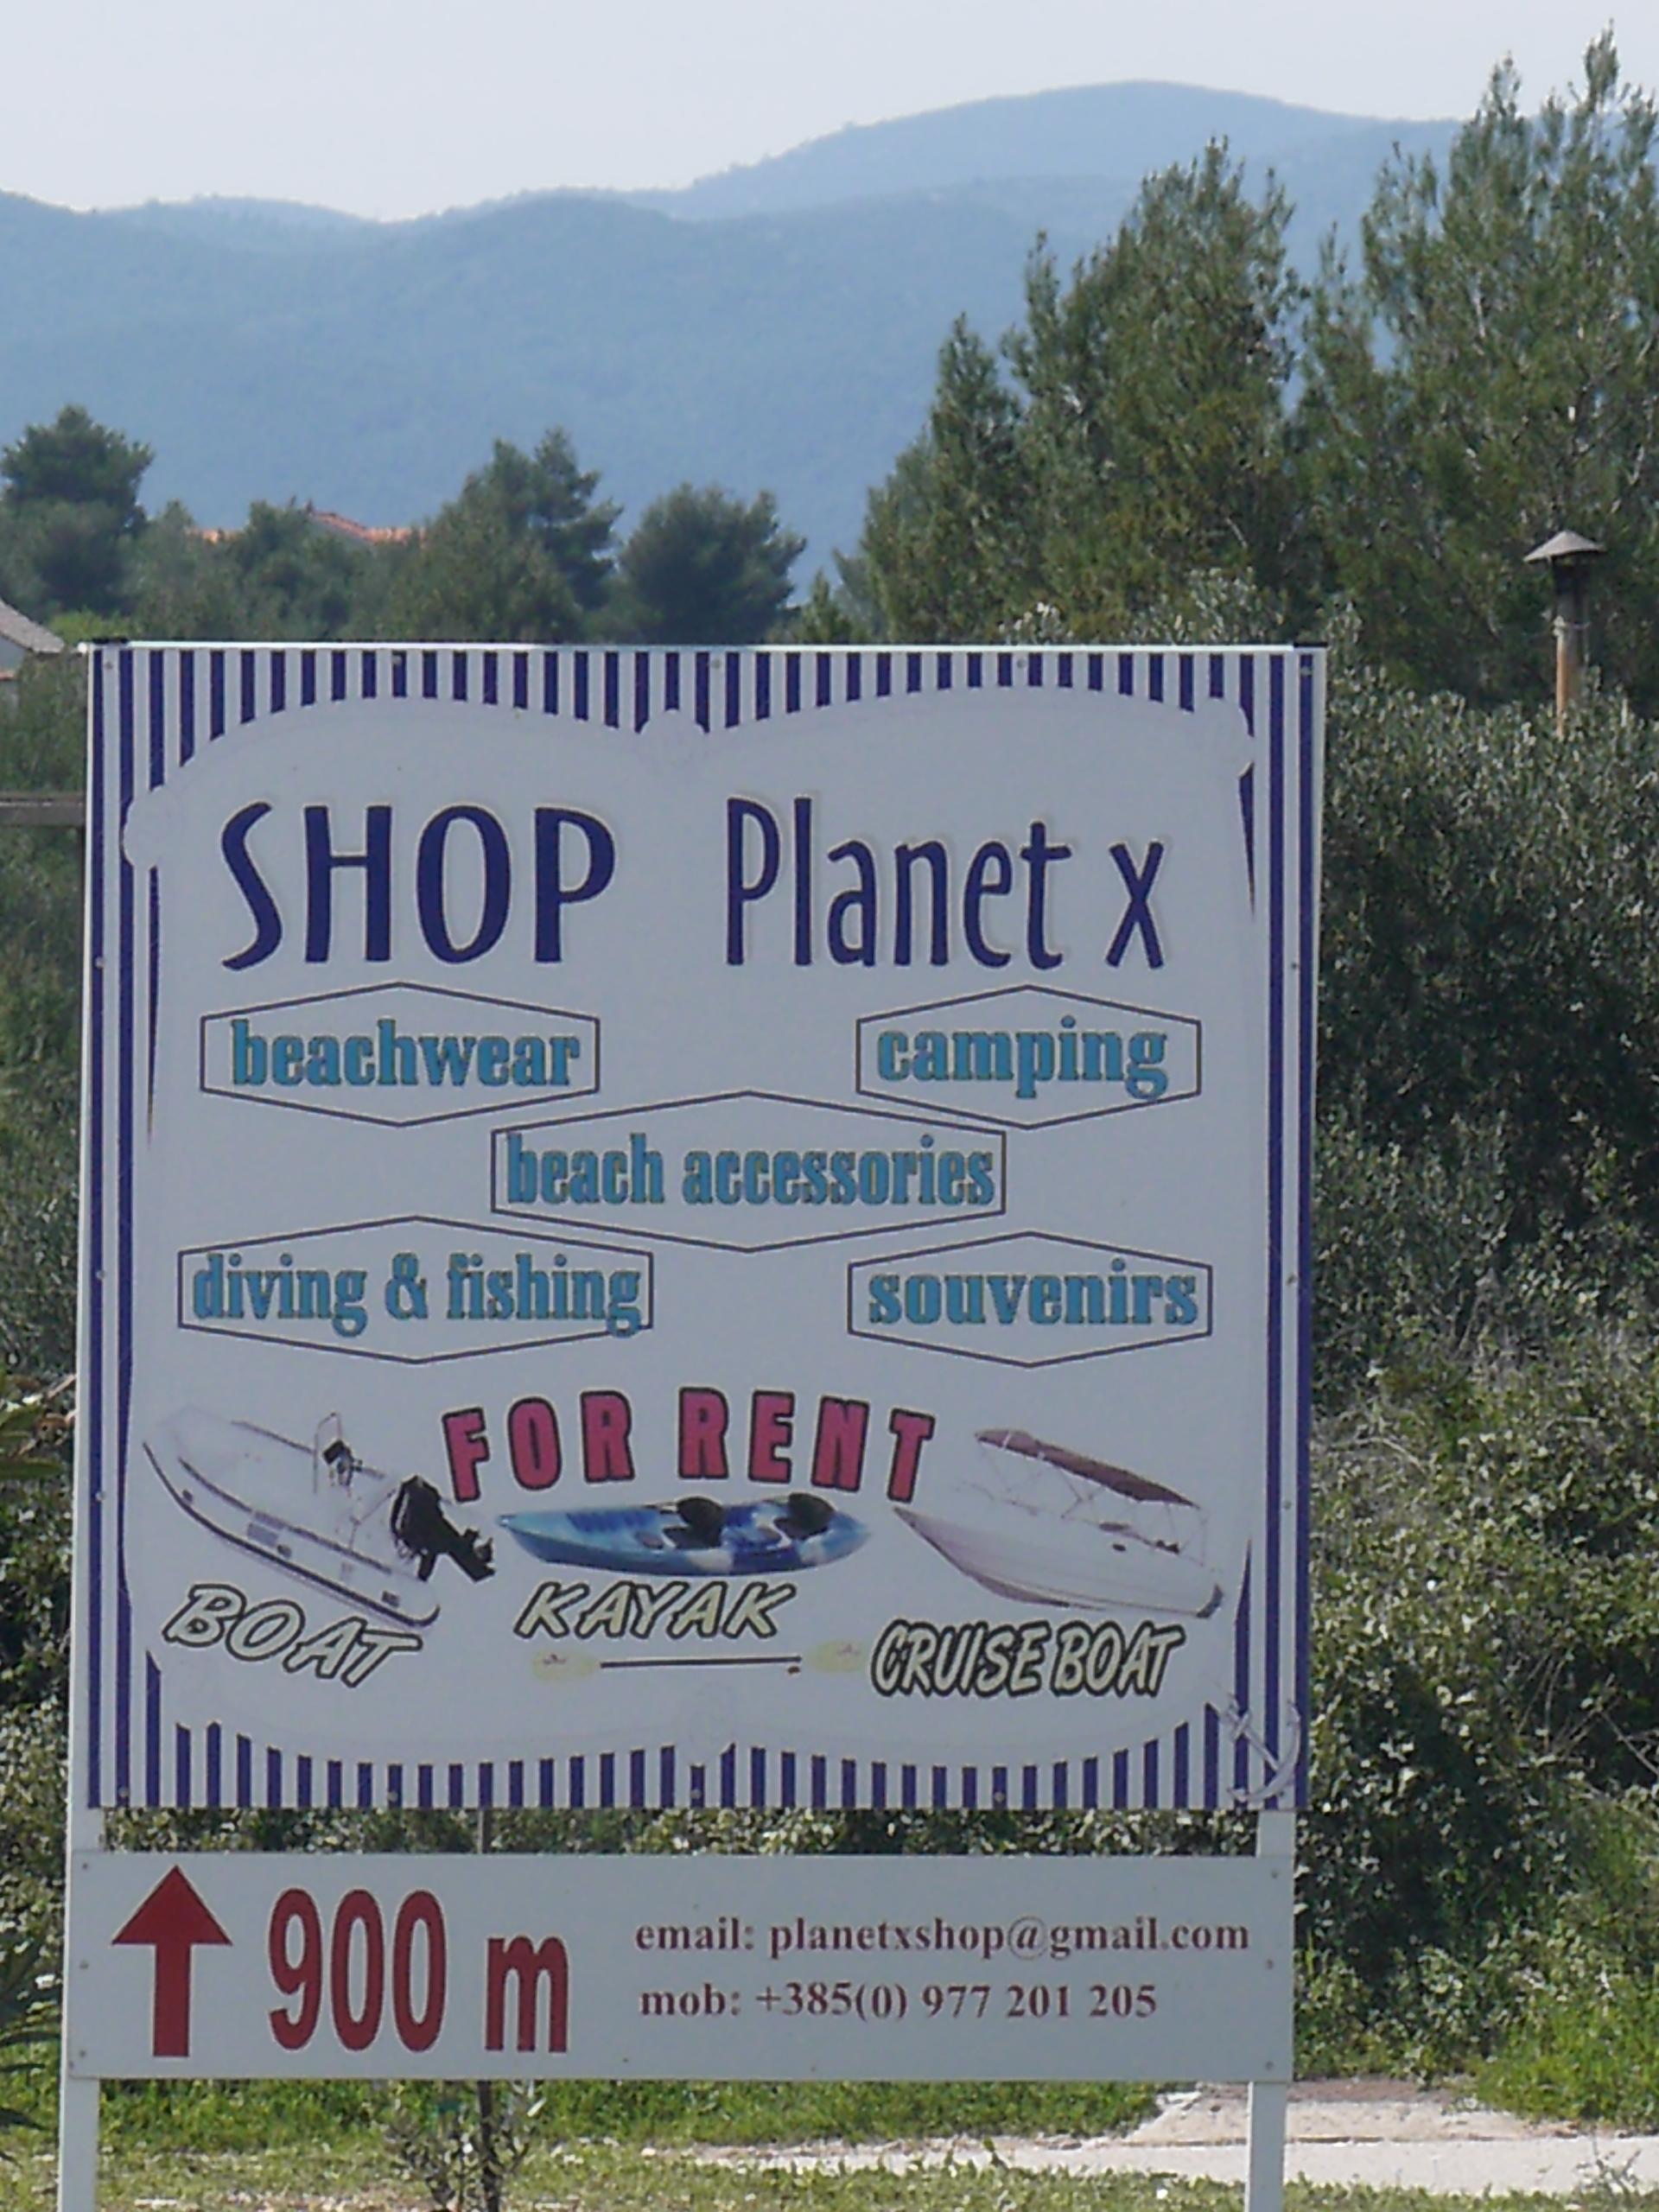 SHOP Planet x
beachwear
camping
beach accessories
diving & fishing
souvenirs
FOR RENT
BOAT
KAYAK
CRUISE BOAT
900 m
email: planetxshop@gmail.com
mob: +385(0) 977 201 205